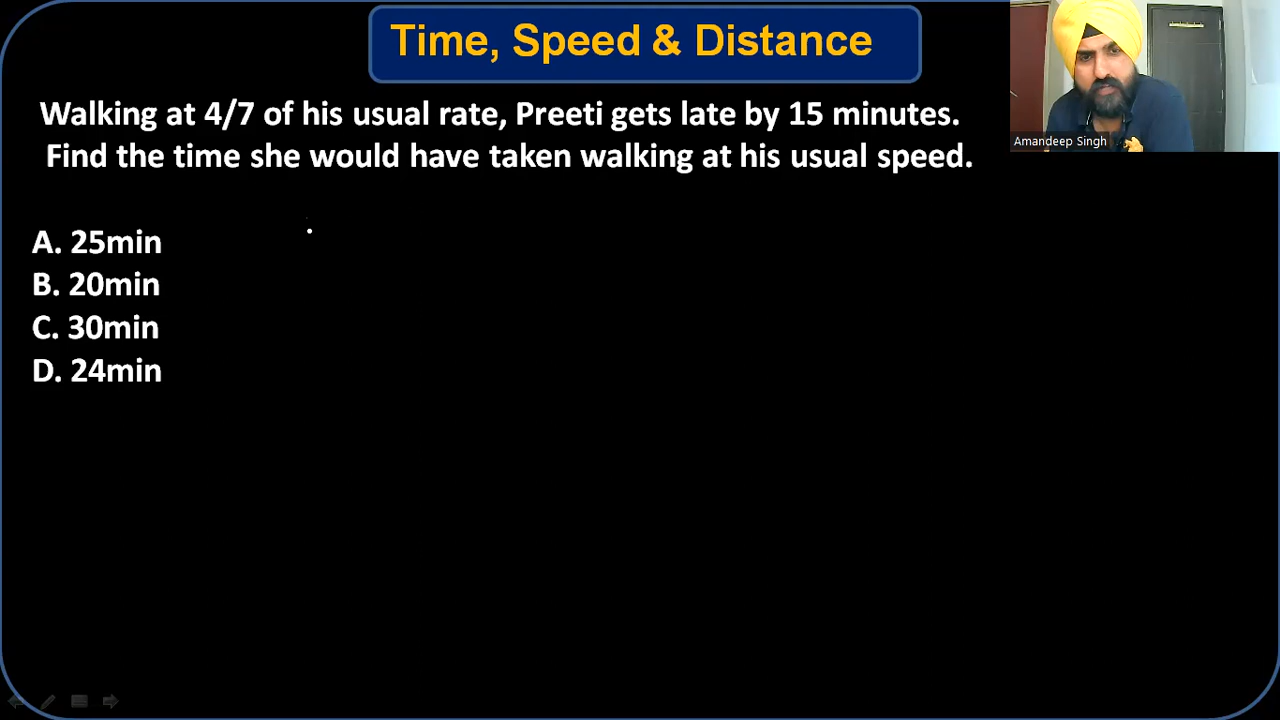 Time, Speed & Distance
Walking at 4/7 of his usual rate, Preeti gets late by 15 minutes.
Find the time she would have taken walking at his usual speed.
Amandeep Singh
A. 25min
B. 20min
C. 30min
D. 24min